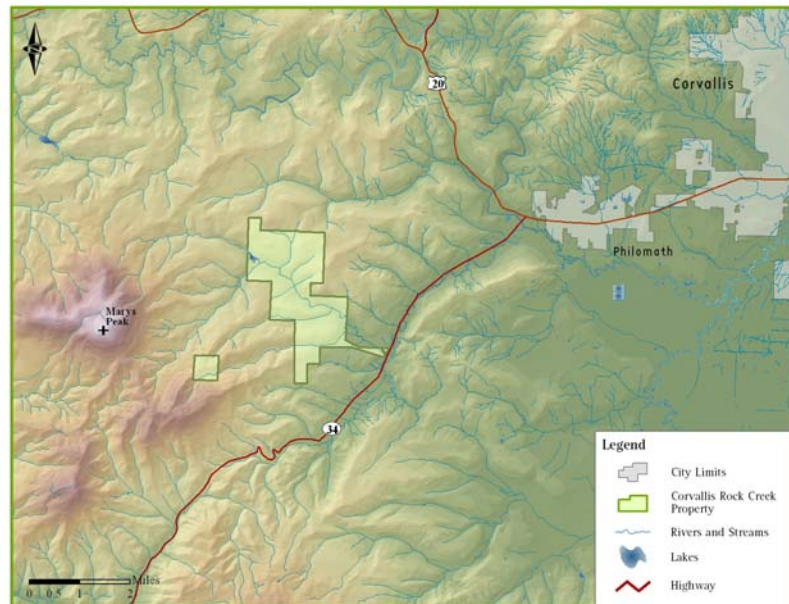 20
Corvallis
Philomath
Marys
Peak
34
Legend
City Limits
Corvallis Rock Creek
Property
Rivers and Streams
Lakes
Highway
0 0.5 1 2 Miles